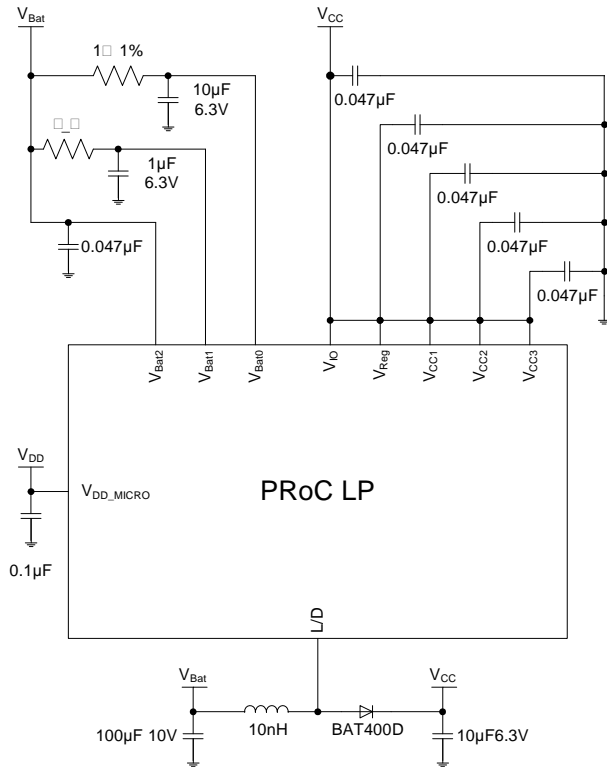 VBat
VCC
1□ 1%
10µF
6.3V
0.047µF
□_□
1µF
6.3V
0.047µF
0.047µF
0.047µF
0.047µF
0.047µF
VBat2
VBat1
VBat0
VIO
VReg
VCC1
VCC2
VCC3
VDD
VDD_MICRO
PRoC LP
0.1µF
L/D
VBat
VCC
100µF 10V
10nH
BAT400D
10µF6.3V